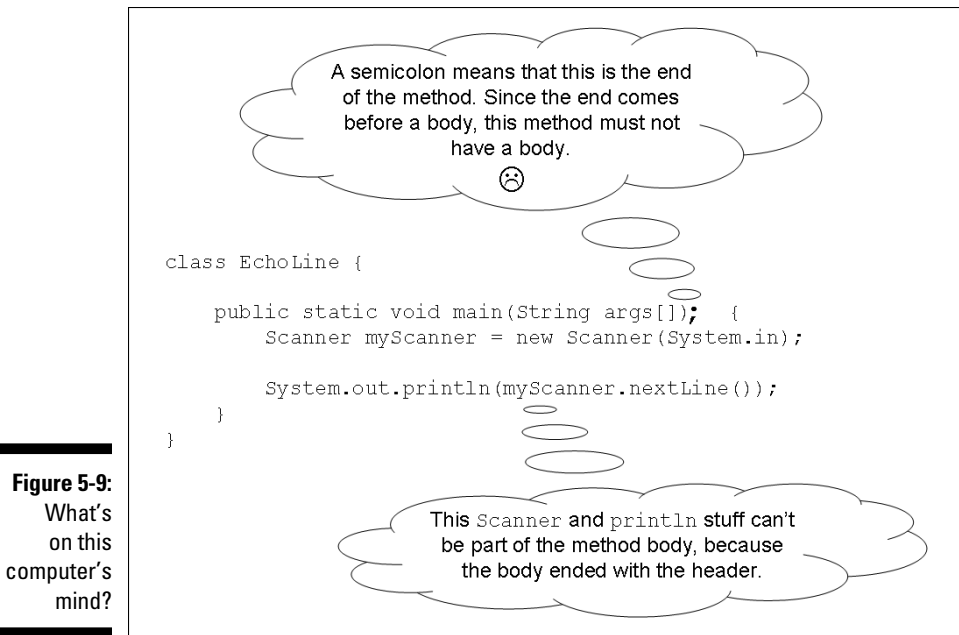 A semicolon means that this is the end
of the method. Since the end comes
before a body, this method must not
have a body.
class EchoLine {
public static void main(String args[]); {
Scanner myScanner = new Scanner(System.in);
System.out.println(myScanner.nextLine());
}
}
This Scanner and println stuff can't
be part of the method body, because
the body ended with the header.
Figure 5-9:
What's
on this
computer's
mind?